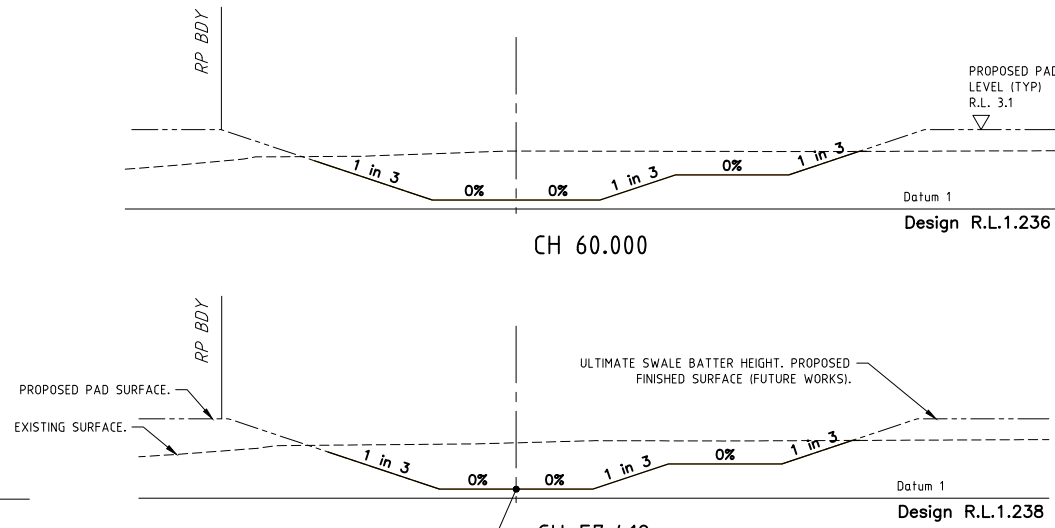 RP BDY
PROPOSED PAD
LEVEL (TYP)
R.L. 3.1
1 in 3
0%
0%
1 in 3
0%
1 in 3
Datum 1
Design R.L.1.236
CH 60.000
RP BDY
PROPOSED PAD SURFACE.
EXISTING SURFACE.
ULTIMATE SWALE BATTER HEIGHT. PROPOSED
FINISHED SURFACE (FUTURE WORKS).
1 in 3
0%
0%
1 in 3
0%
1 in 3
Datum 1
Design R.L.1.238
CH